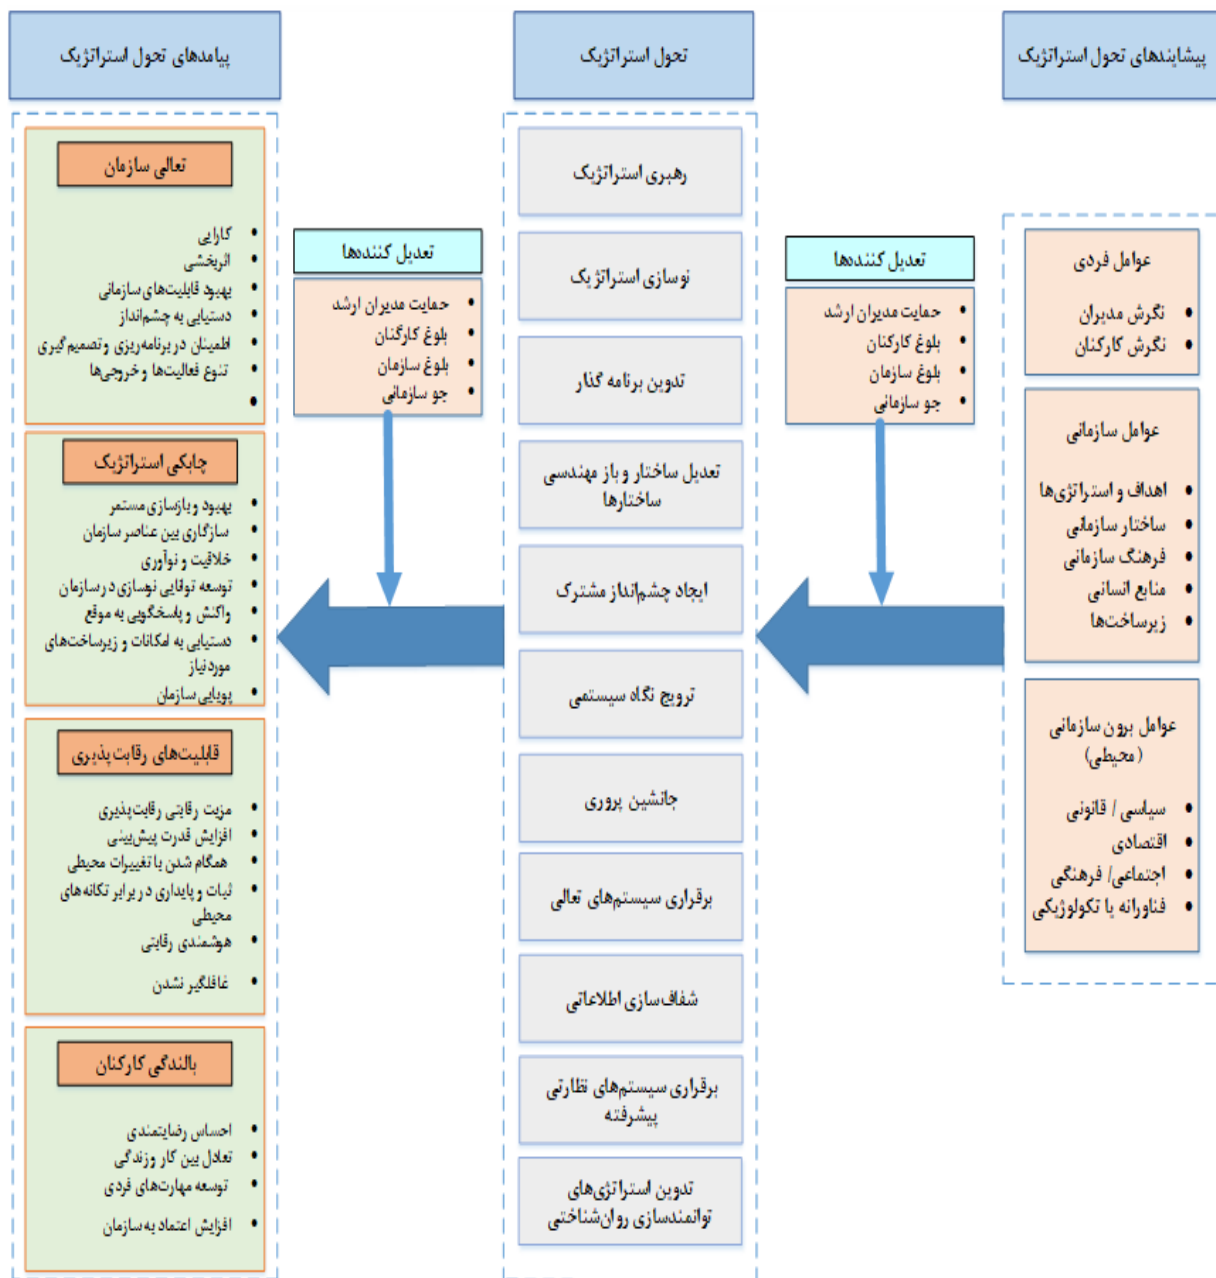 پیشایندهای تحول استراتژیک
عوامل فردی
• نگرش مدیران
• نگرش کارکنان
عوامل سازمانی
• اهداف و استراتژی‌ها
• ساختار سازمانی
• فرهنگ سازمانی
• منابع انسانی
• زیرساخت‌ها
عوامل برون سازمانی
(محیطی)
• سیاسی / قانونی
• اقتصادی
• اجتماعی/ فرهنگی
• فناورانه یا تکولوژیکی
تعدیل کننده‌ها
• حمایت مدیران ارشد
• بلوغ کارکنان
• بلوغ سازمان
• جو سازمانی
تحول استراتژیک
رهبری استراتژیک
نوسازی استراتژیک
تدوین برنامه گذار
تعدیل ساختار و باز مهندسی
ساختارها
ایجاد چشم‌انداز مشترک
ترویج نگاه سیستمی
جانشین پروری
برقراری سیستم‌های تعالی
شفاف‌سازی اطلاعاتی
برقراری سیستم‌های نظارتی
پیشرفته
تدوین استراتژی‌های
توانمندسازی روان‌شناختی
تعدیل کننده‌ها
• حمایت مدیران ارشد
• بلوغ کارگنان
• بلوغ سازمان
• جو سازمانی
پیامدهای تحول استراتژیک
تعالی سازمان
• کارایی
• اثربخشی
• بهبود قابلیت‌های سازمانی
• دستیابی به چشم‌انداز
• اطمینان در برنامه‌ریزی و تصمیم‌گیری
• تنوع فعالیت‌ها و خروجی‌ها
•
چابکی استراتژیک
• بهبود و بازسازی مستمر
• سازگاری بین عناصر سازمان
• خلاقیت و نوآوری
• توسعه توانایی نوسازی در سازمان
• واکنش و پاسخگویی به موقع
• دستیابی به امکانات و زیرساخت‌های
موردنیاز
• پویایی سازمان
قابلیت‌های رقابت‌پذیری
• مزیت رقابتی رقابت‌پذیری
• افزایش قدرت پیش‌بینی
• همگام شدن با تغییرات محیطی
• ثبات و پایداری در برابر تکانه‌های
محیطی
• هوشمندی رقابتی
• غافلگیر نشدن
بالندگی کارکنان
• احساس رضایتمندی
• تعادل بین کار و زندگی
• توسعه مهارت‌های فردی
• افزایش اعتماد به سازمان